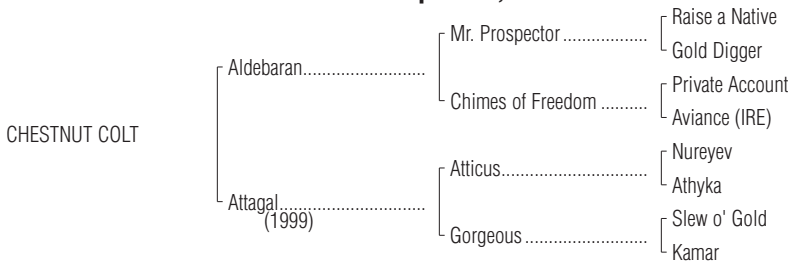 Raise a Native
Mr. Prospector
Gold Digger
Aldebaran
Private Account
Chimes of Freedom
Aviance (IRE)
CHESTNUT COLT
Nureyev
Atticus
Athyka
Attagal
(1999)
Slew o' Gold
Gorgeous
Kamar